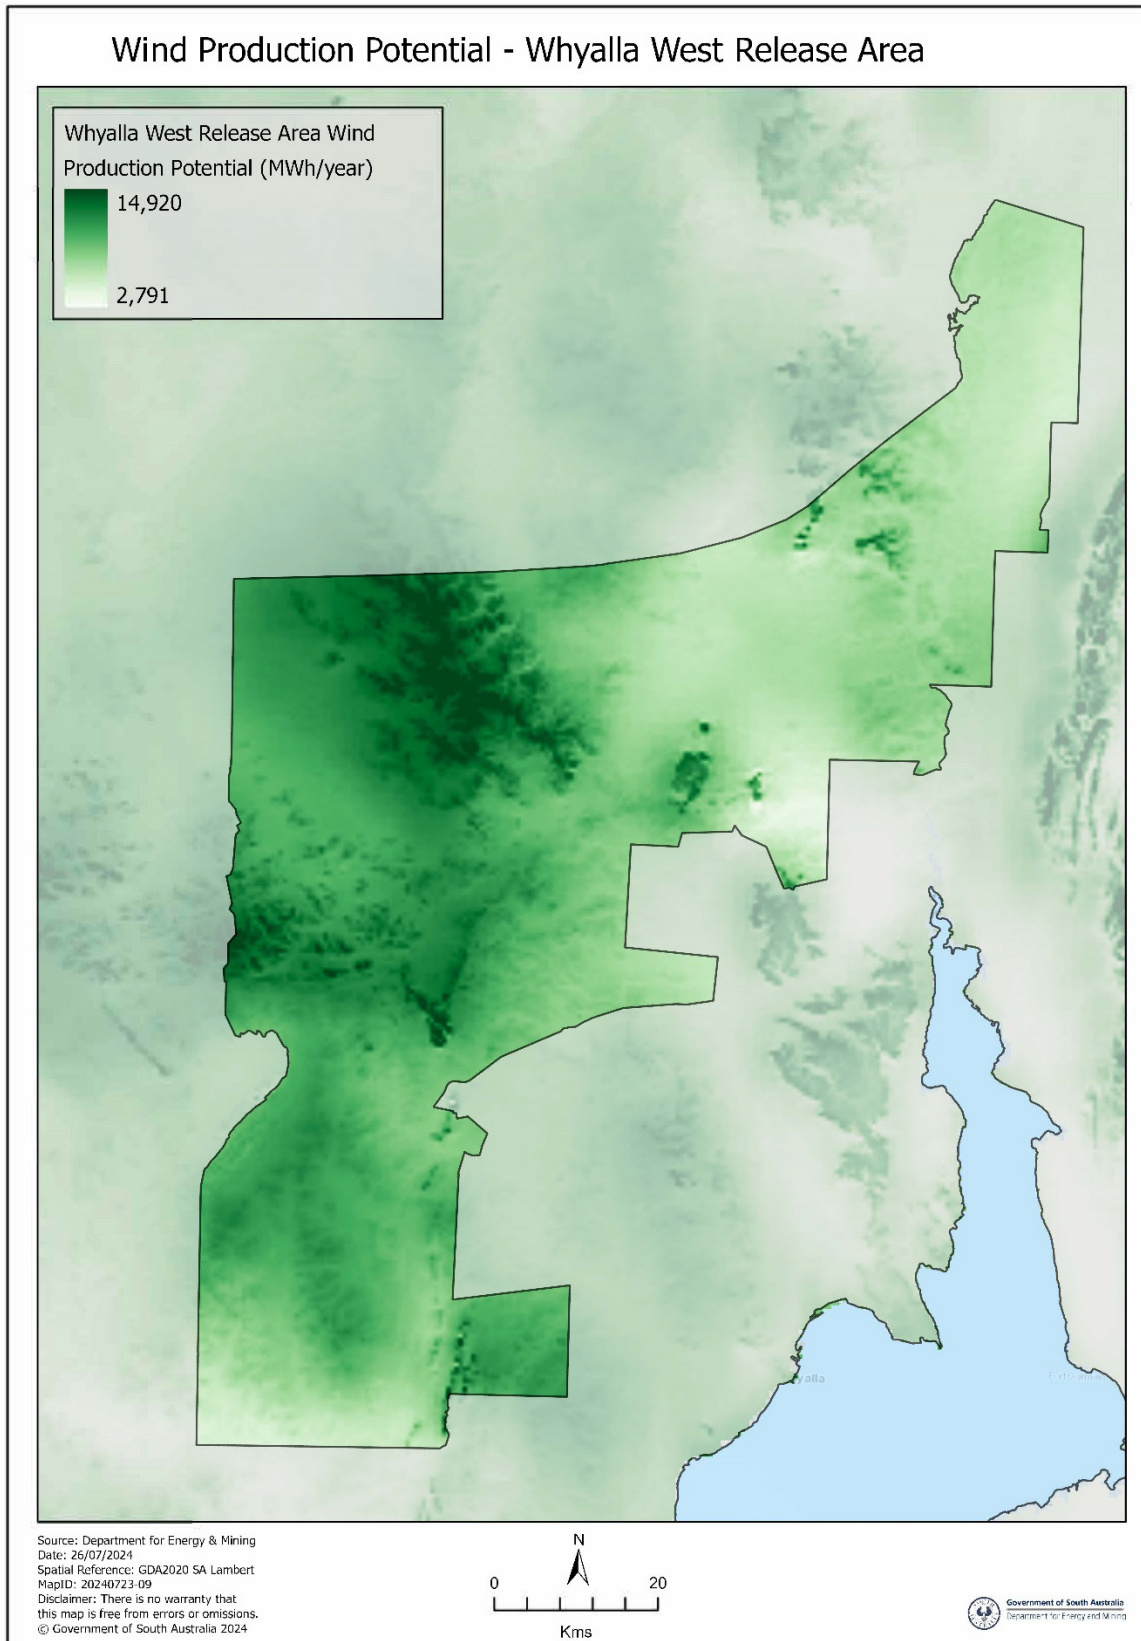 Wind Production Potential - Whyalla West Release Area
Whyalla West Release Area Wind
Production Potential (MWh/year)
14,920
2,791
yalla
Source: Department for Energy & Mining
Date: 26/07/2024
Spatial Reference: GDA2020 SA Lambert
MapID: 20240723-09
Disclaimer: There is no warranty that
this map is free from errors or omissions.
© Government of South Australia 2024
N
0 20
Kms
Government of South Australia
Department for Energy and Mining